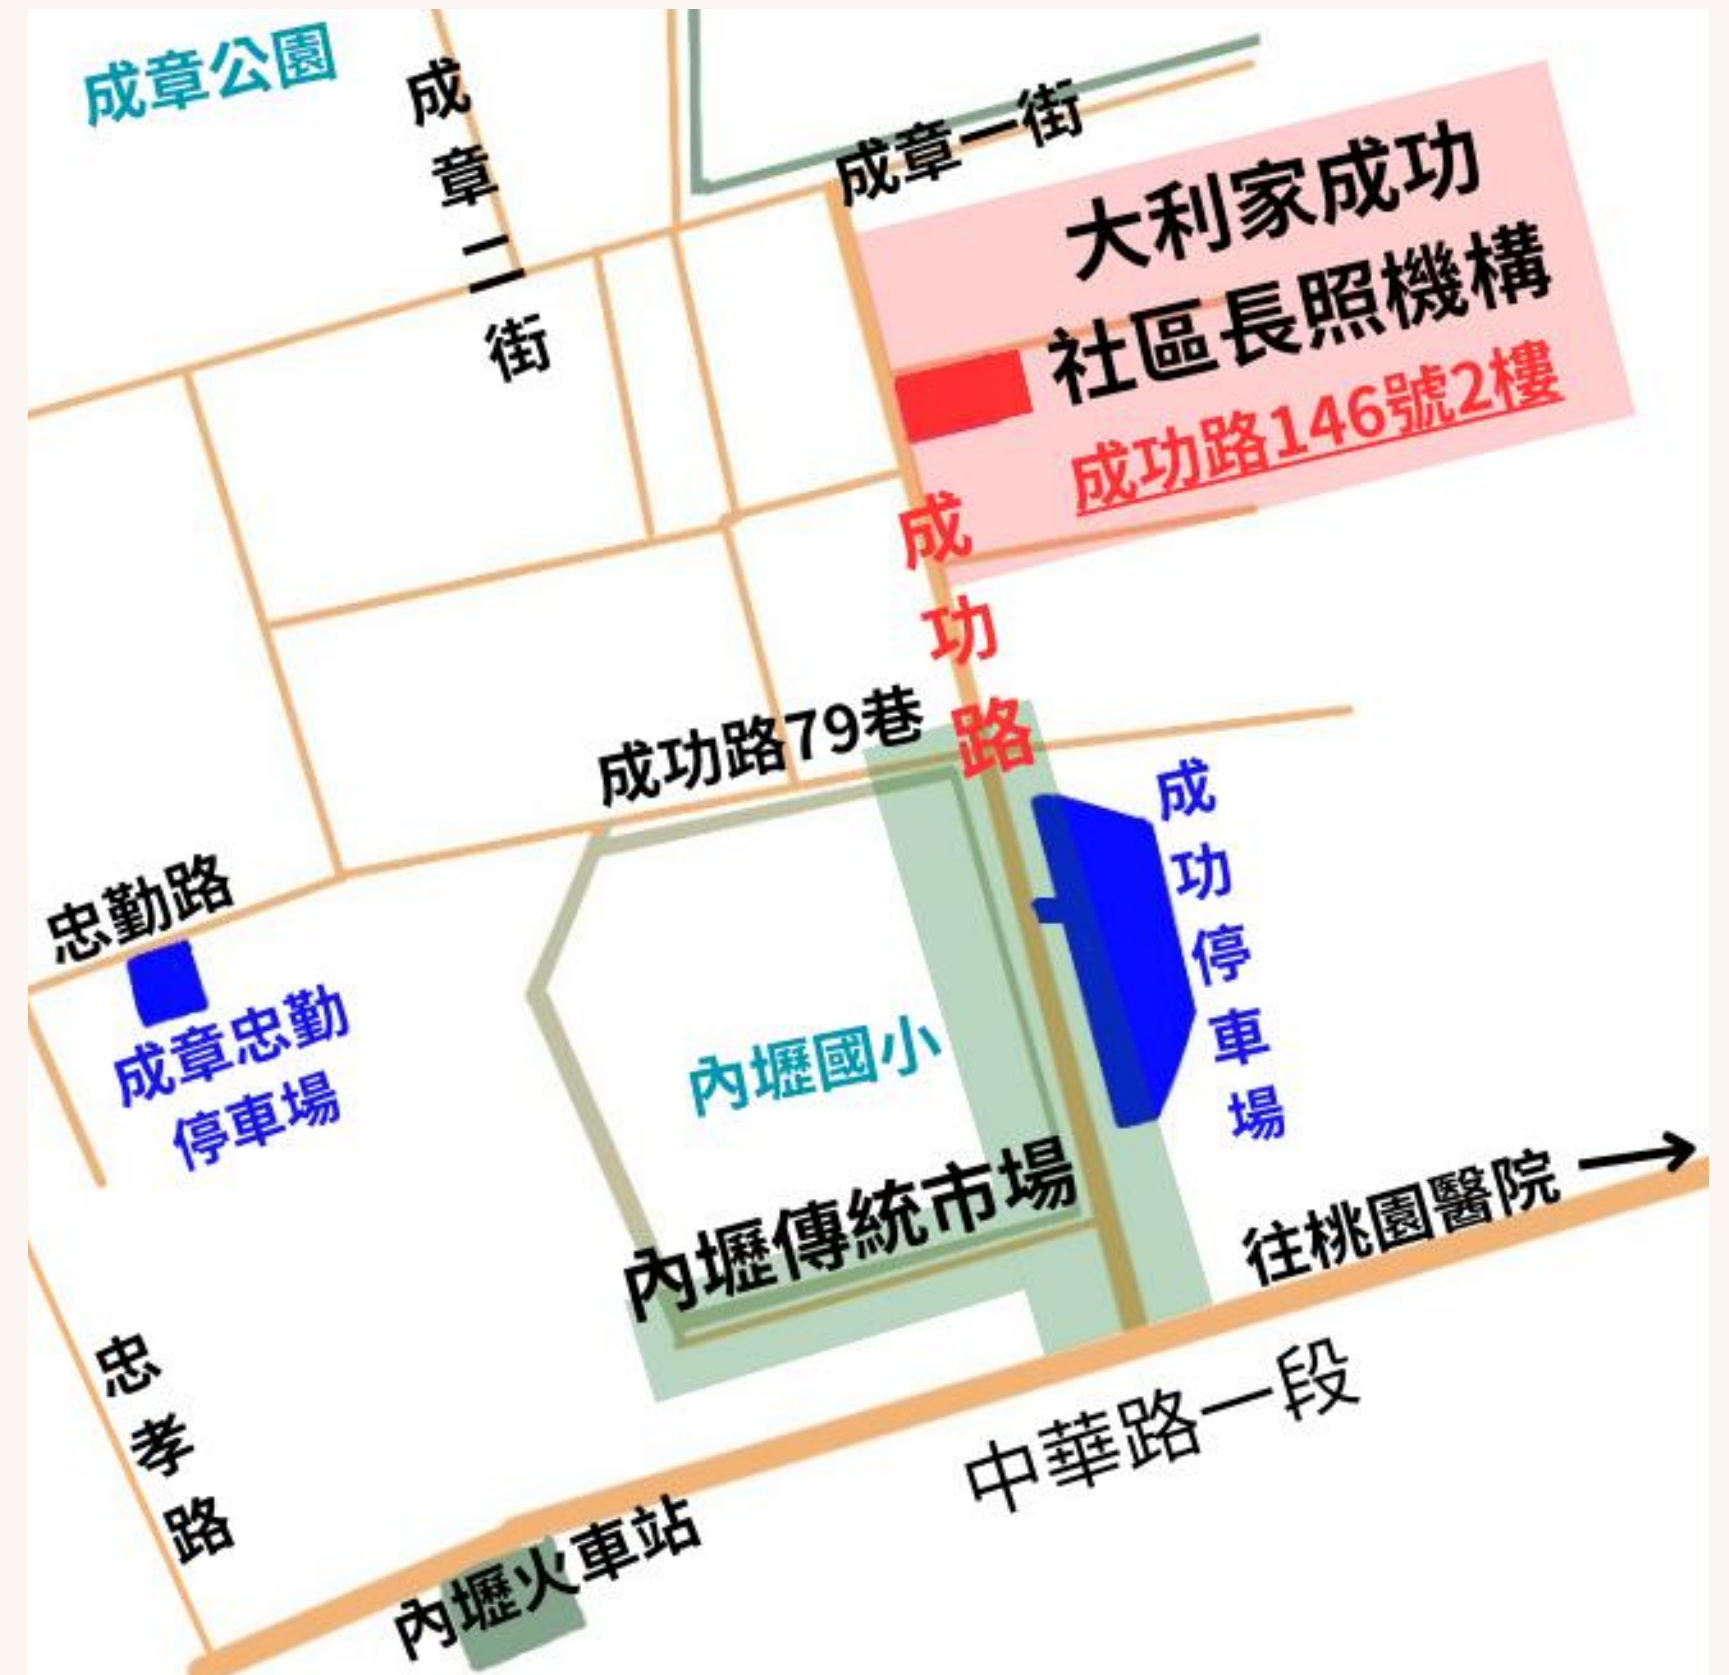 成章公園
成章二街
成章一街
大利家成功
社區長照機構
成功路146號2樓
成功路
成功路79巷
成功停車場
忠勤路
成章忠勤
停車場
內壢國小
內壢傳統市場
往桃園醫院
忠孝路
中華路一段
內壢火車站